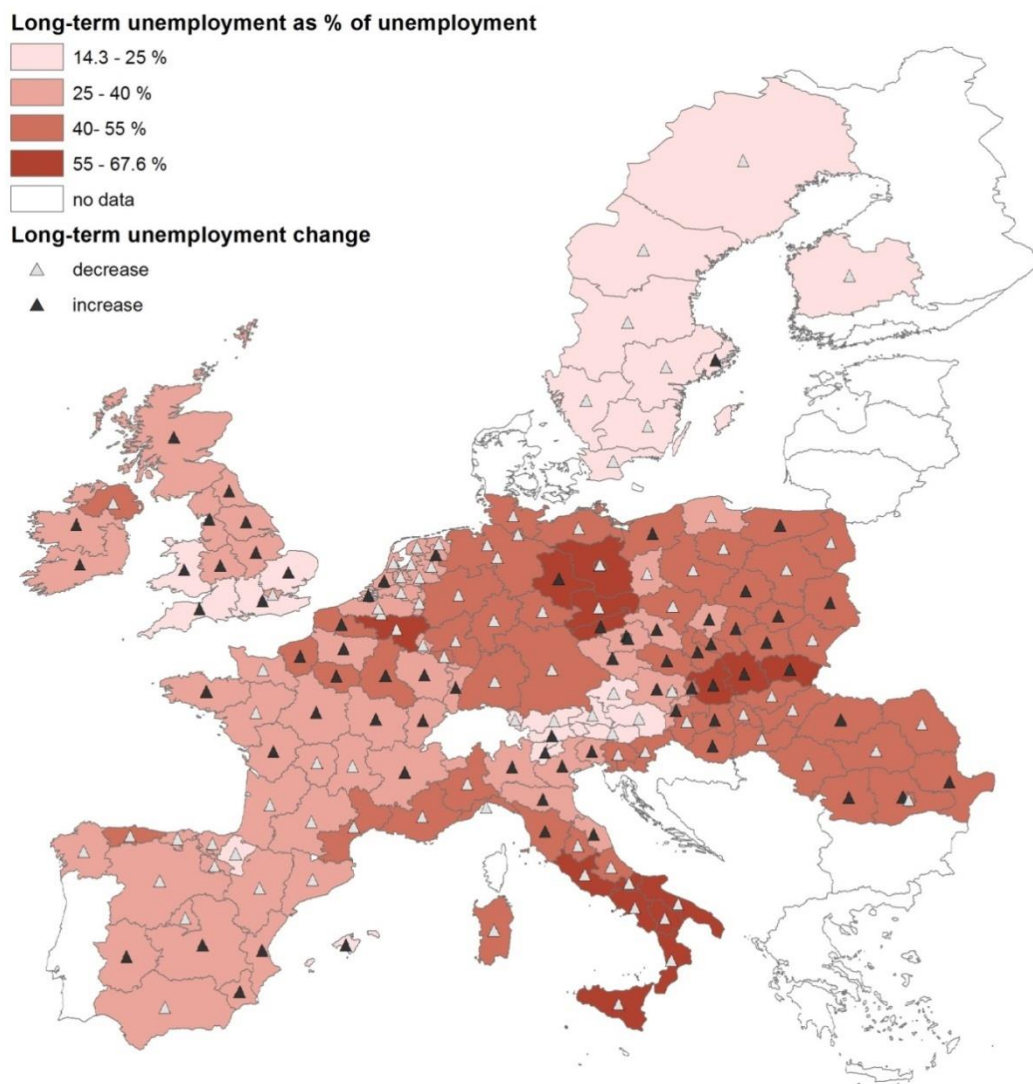 Long-term unemployment as % of unemployment
14.3 - 25 %
25 - 40 %
40- 55 %
55 - 67.6 %
no data
Long-term unemployment change
decrease
increase